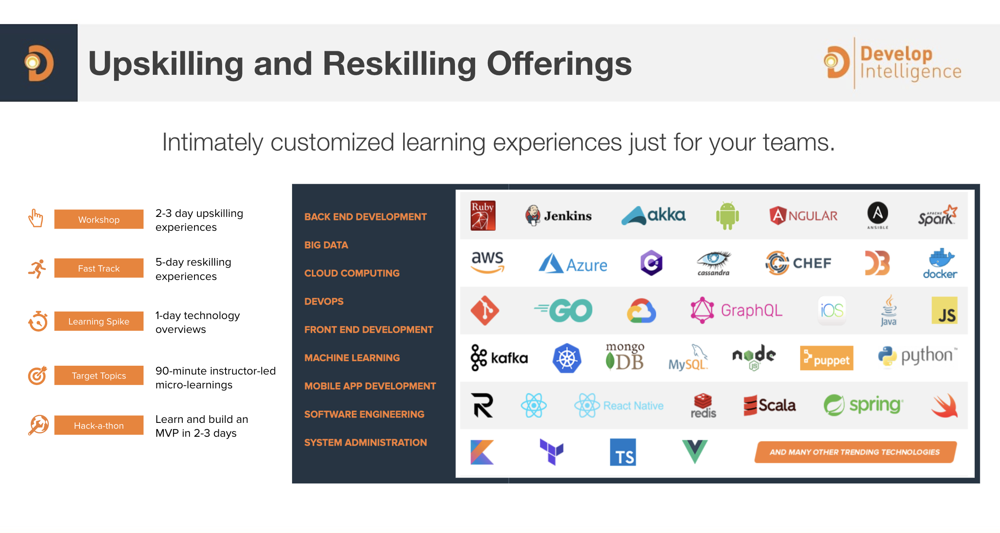 Upskilling and Reskilling Offerings
Develop
Intelligence
Intimately customized learning experiences just for your teams.
Workshop
2-3 day upskilling
experiences
Fast Track
5-day reskilling
experiences
Learning Spike
1-day technology
overviews
Target Topics
90-minute instructor-led
micro-learnings
Hack-a-thon
Learn and build an
MVP in 2-3 days
BACK END DEVELOPMENT
BIG DATA
CLOUD COMPUTING
DEVOPS
FRONT END DEVELOPMENT
MACHINE LEARNING
MOBILE APP DEVELOPMENT
SOFTWARE ENGINEERING
SYSTEM ADMINISTRATION
Ruby
Jenkins
akka
ANGULAR
A
ANSIBLE
APACHE
Spark™
aws
Azure
C#
cassandra
CHEF
D3
docker
GO
GraphQL
iOS
Java
JS
kafka
mongo
DB
MySQL™
node
JS
puppet
python™
R
React Native
redis
Scala
spring®
K
TS
AND MANY OTHER TRENDING TECHNOLOGIES